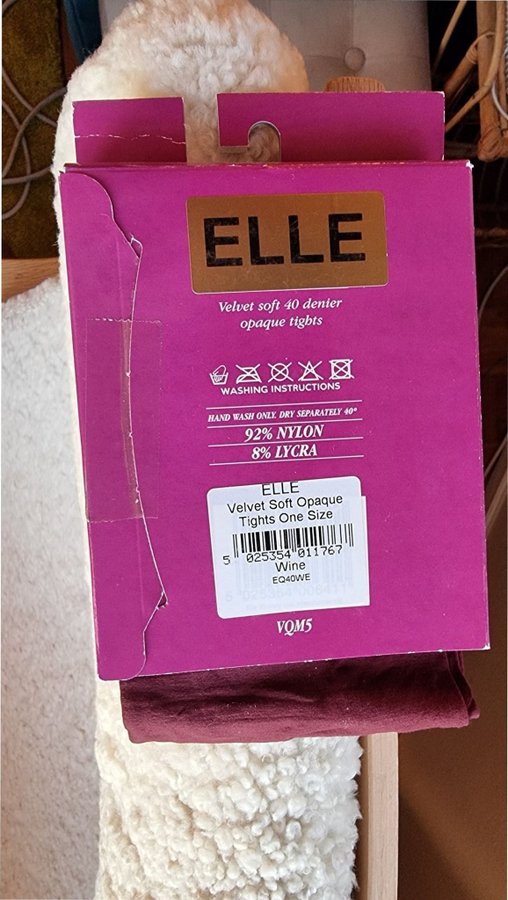 ELLE
Velvet soft 40 denier
opaque tights
WASHING INSTRUCTIONS
HAND WASH ONLY. DRY SEPARATELY 40°
92% NYLON
8% LYCRA
ELLE
Velvet Soft Opaque
Tights One Size
5 025354 011767
Wine
EQ40WE
VQM5